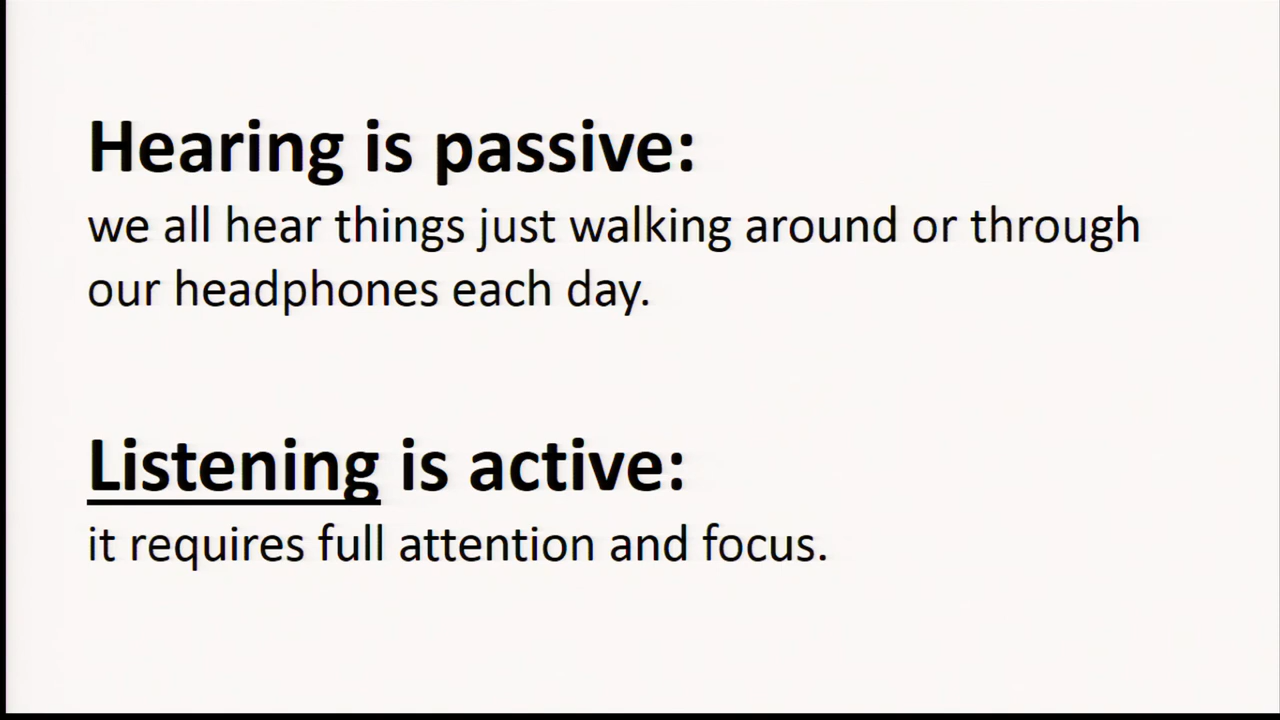 Hearing is passive:
we all hear things just walking around or through
our headphones each day.
Listening is active:
it requires full attention and focus.